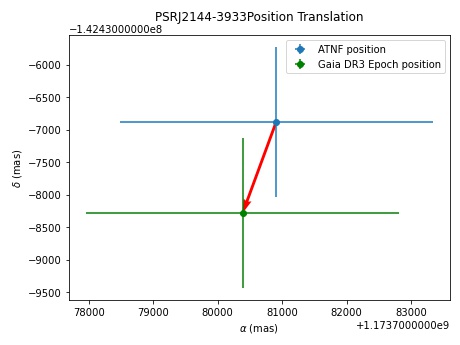 PSRJ2144-3933Position Translation
−1.4243000000e8
ATNF position
Gaia DR3 Epoch position
−6000
−6500
−7000
−7500
−8000
−8500
−9000
−9500
δ (mas)
78000 79000 80000 81000 82000 83000
α (mas)
+1.1737000000e9